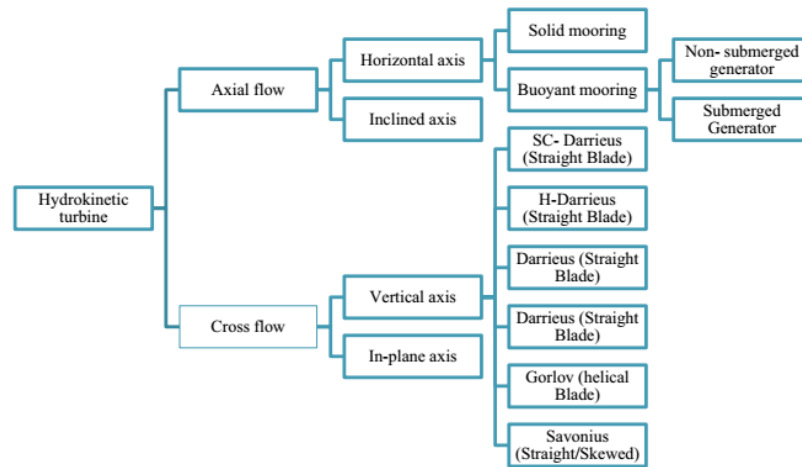 Solid mooring
Non- submerged
generator
Horizontal axis
Axial flow
Buoyant mooring
Inclined axis
Submerged
Generator
SC- Darrieus
(Straight Blade)
Hydrokinetic
turbine
H-Darrieus
(Straight Blade)
Darrieus (Straight
Blade)
Vertical axis
Cross flow
Darrieus (Straight
Blade)
In-plane axis
Gorlov (helical
Blade)
Savonius
(Straight/Skewed)